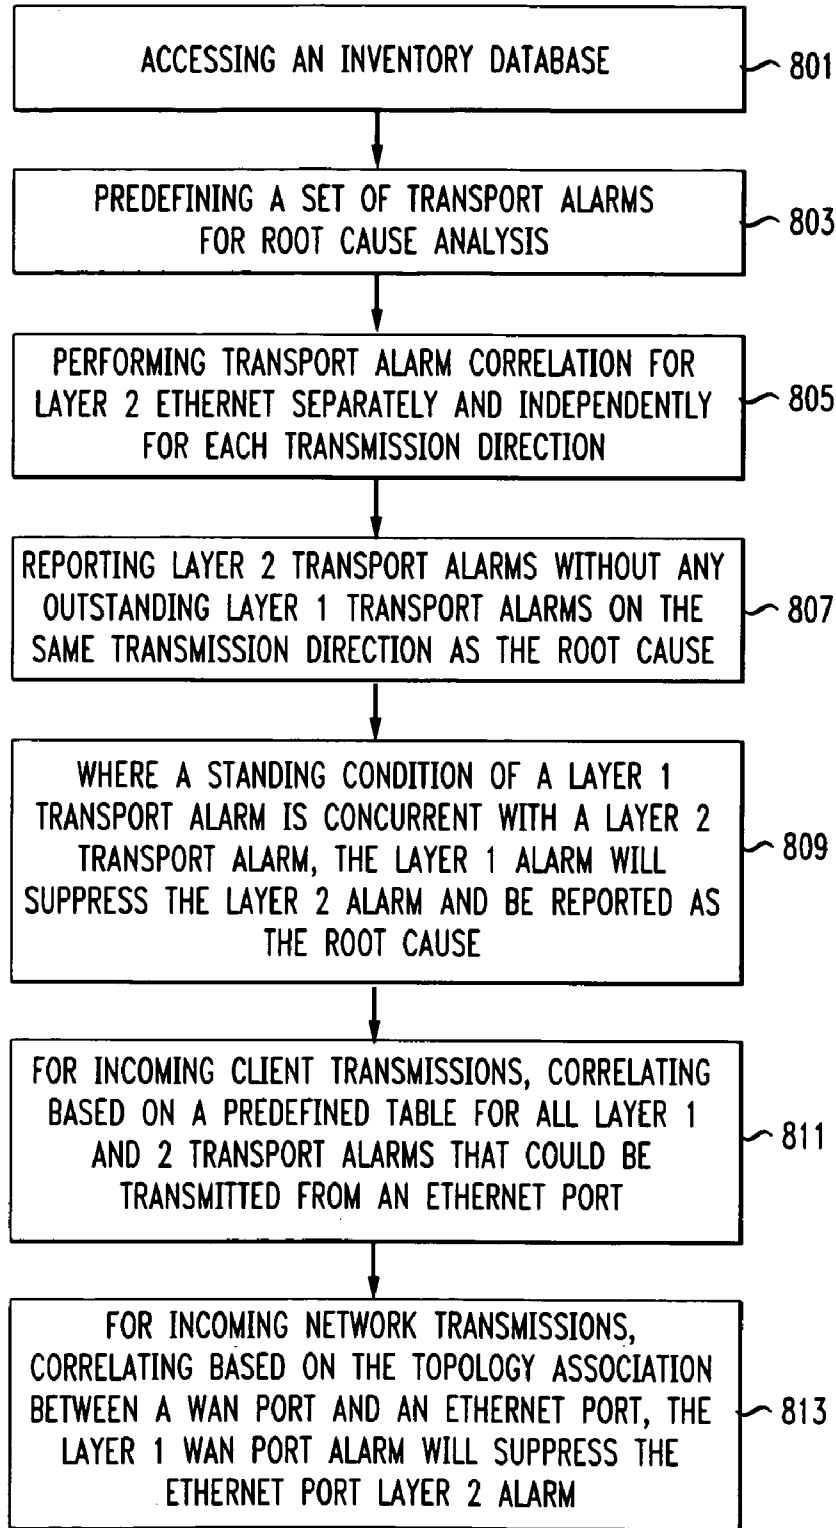 ACCESSING AN INVENTORY DATABASE
801
PREDEFINING A SET OF TRANSPORT ALARMS
FOR ROOT CAUSE ANALYSIS
803
PERFORMING TRANSPORT ALARM CORRELATION FOR
LAYER 2 ETHERNET SEPARATELY AND INDEPENDENTLY
FOR EACH TRANSMISSION DIRECTION
805
REPORTING LAYER 2 TRANSPORT ALARMS WITHOUT ANY
OUTSTANDING LAYER 1 TRANSPORT ALARMS ON THE
SAME TRANSMISSION DIRECTION AS THE ROOT CAUSE
807
WHERE A STANDING CONDITION OF A LAYER 1
TRANSPORT ALARM IS CONCURRENT WITH A LAYER 2
TRANSPORT ALARM, THE LAYER 1 ALARM WILL
SUPPRESS THE LAYER 2 ALARM AND BE REPORTED AS
THE ROOT CAUSE
809
FOR INCOMING CLIENT TRANSMISSIONS, CORRELATING
BASED ON A PREDEFINED TABLE FOR ALL LAYER 1
AND 2 TRANSPORT ALARMS THAT COULD BE
TRANSMITTED FROM AN ETHERNET PORT
811
FOR INCOMING NETWORK TRANSMISSIONS,
CORRELATING BASED ON THE TOPOLOGY ASSOCIATION
BETWEEN A WAN PORT AND AN ETHERNET PORT, THE
LAYER 1 WAN PORT ALARM WILL SUPPRESS THE
ETHERNET PORT LAYER 2 ALARM
813